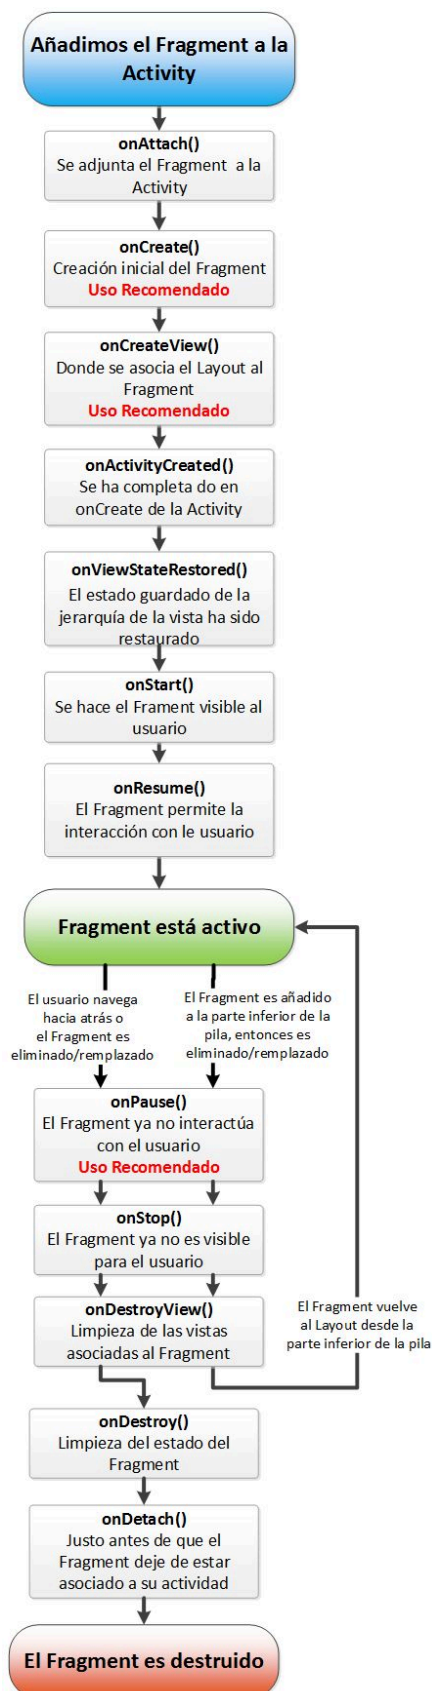 Añadimos el Fragment a la
Activity
onAttach()
Se adjunta el Fragment a la
Activity
onCreate()
Creación inicial del Fragment
Uso Recomendado
onCreateView()
Donde se asocia el Layout al
Fragment
Uso Recomendado
onActivityCreated()
Se ha completa do en
onCreate de la Activity
onViewStateRestored()
El estado guardado de la
jerarquía de la vista ha sido
restaurado
onStart()
Se hace el Frament visible al
usuario
onResume()
El Fragment permite la
interacción con le usuario
Fragment está activo
El usuario navega
hacia atrás o
el Fragment es
eliminado/remplazado
El Fragment es añadido
a la parte inferior de la
pila, entonces es
eliminado/remplazado
onPause()
El Fragment ya no interactúa
con el usuario
Uso Recomendado
onStop()
El Fragment ya no es visible
para el usuario
onDestroyView()
Limpieza de las vistas
asociadas al Fragment
El Fragment vuelve
al Layout desde la
parte inferior de la pila
onDestroy()
Limpieza del estado del
Fragment
onDetach()
Justo antes de que el
Fragment deje de estar
asociado a su actividad
El Fragment es destruido